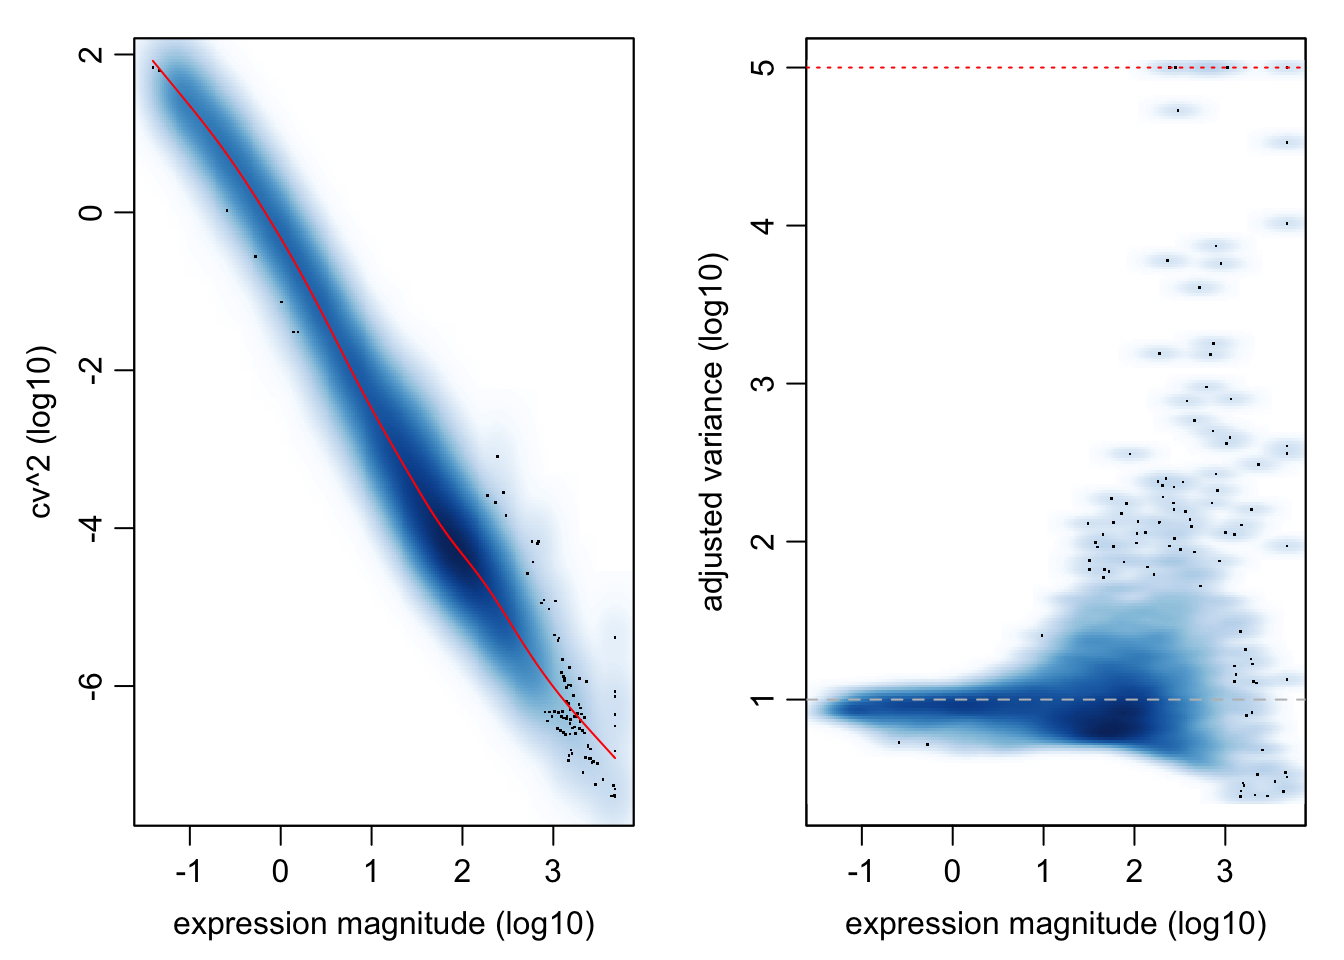 2
0
-2
-4
-6
cv^2 (log10)
-1 0 1 2 3
expression magnitude (log10)
5
4
3
2
1
adjusted variance (log10)
-1 0 1 2 3
expression magnitude (log10)